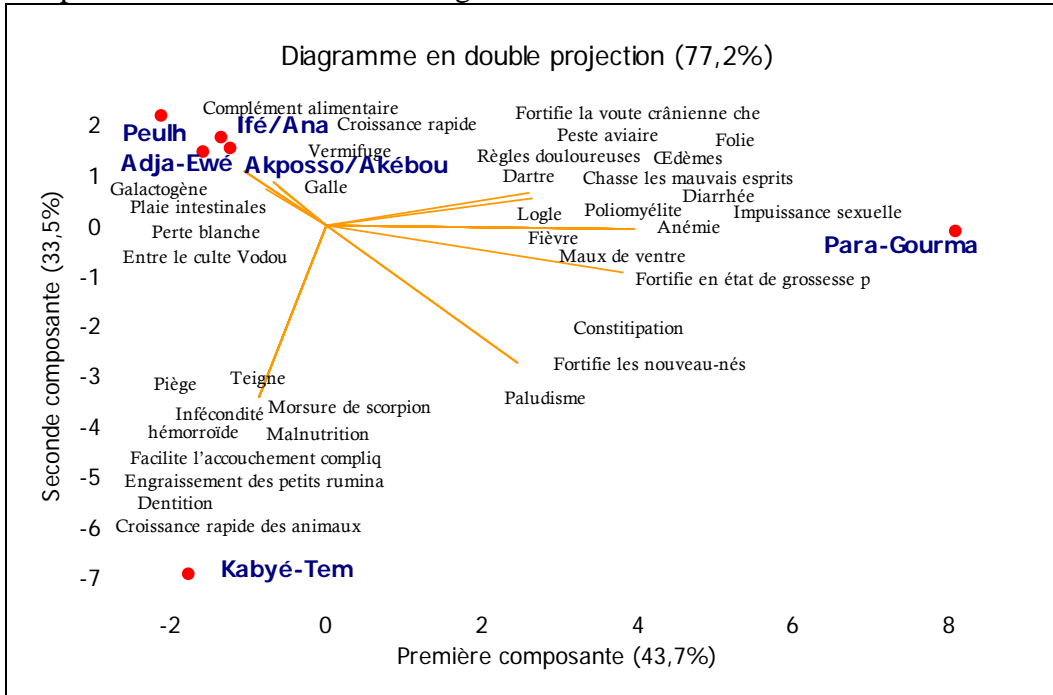 Diagramme en double projection (77,2%)
Complément alimentaire
Fortifie la voute crânienne che
2
Peulh
Ifé/Ana
Croissance rapide
Peste aviaire
Folie
Adja-Ewé
Akposso/Akébou
Vermifuge
Règles douloureuses
Œdèmes
1
Galactogène
Galle
Dartre
Chasse les mauvais esprits
Plaie intestinales
Diarrhée
Logle
Poliomyélite
Impuissance sexuelle
0
Perte blanche
Fièvre
Anémie
Para-Gourma
Entre le culte Vodou
Maux de ventre
-1
Fortifie en état de grossesse p
-2
Constitipation
Fortifie les nouveau-nés
-3
Piège
Teigne
Paludisme
Infécondité
Morsure de scorpion
-4
hémorroïde
Malnutrition
Facilite l'accouchement compliq
-5
Engraissement des petits rumina
Dentition
-6
Croissance rapide des animaux
-7
Kabyé-Tem
Seconde composante (33,5%)
-2 0 2 4 6 8
Première composante (43,7%)